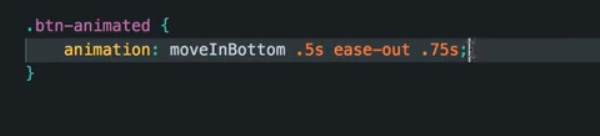 .btn-animated {
animation: moveInBottom .5s ease-out .75s;
}